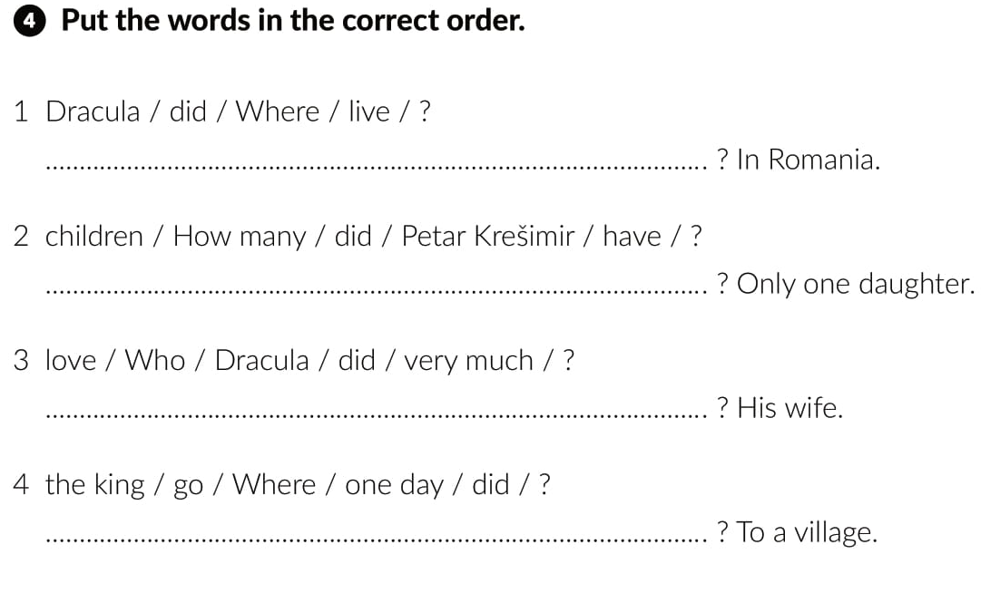 4 Put the words in the correct order.
1 Dracula / did / Where / live / ?
........................................................................................................ ? In Romania.
2 children / How many / did / Petar Krešimir / have / ?
........................................................................................................ ? Only one daughter.
3 love / Who / Dracula / did / very much / ?
........................................................................................................ ? His wife.
4 the king / go / Where / one day / did / ?
........................................................................................................ ? To a village.